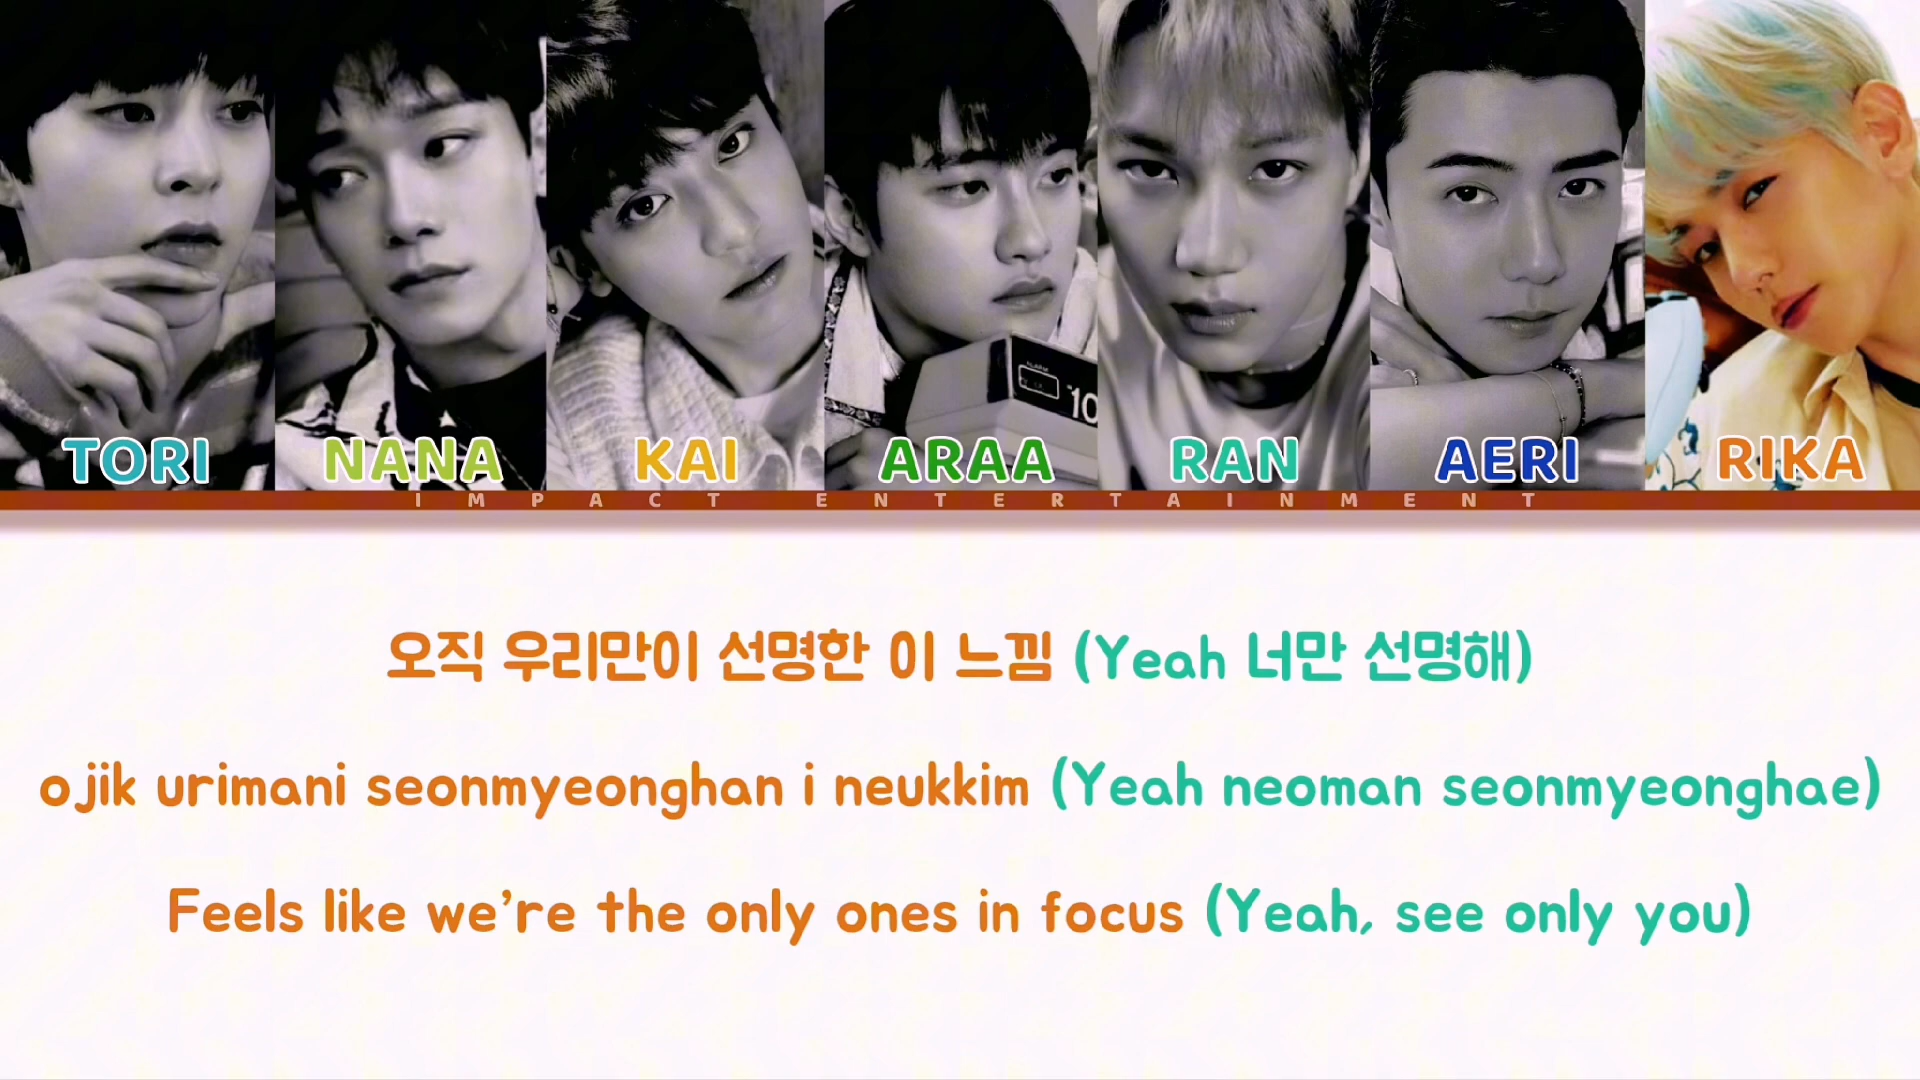 TORI NANA KAI ARAA RAN AERI RIKA
IMPACT ENTERTAINMENT
오직 우리만이 선명한 이 느낌 (Yeah 너만 선명해)
ojik urimani seonmyeonghan i neukkim (Yeah neoman seonmyeonghae)
Feels like we're the only ones in focus (Yeah, see only you)
ALARM
10